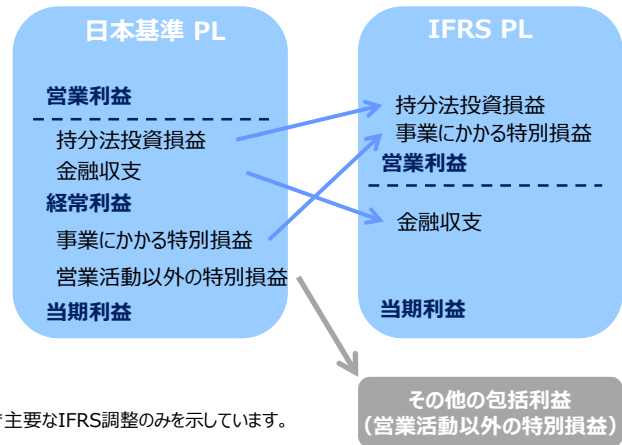 日本基準 PL
営業利益
持分法投資損益
金融収支
経常利益
事業にかかる特別損益
営業活動以外の特別損益
当期利益
IFRS PL
持分法投資損益
事業にかかる特別損益
営業利益
金融収支
当期利益
その他の包括利益
（営業活動以外の特別損益）
*主要なIFRS調整のみを示しています。